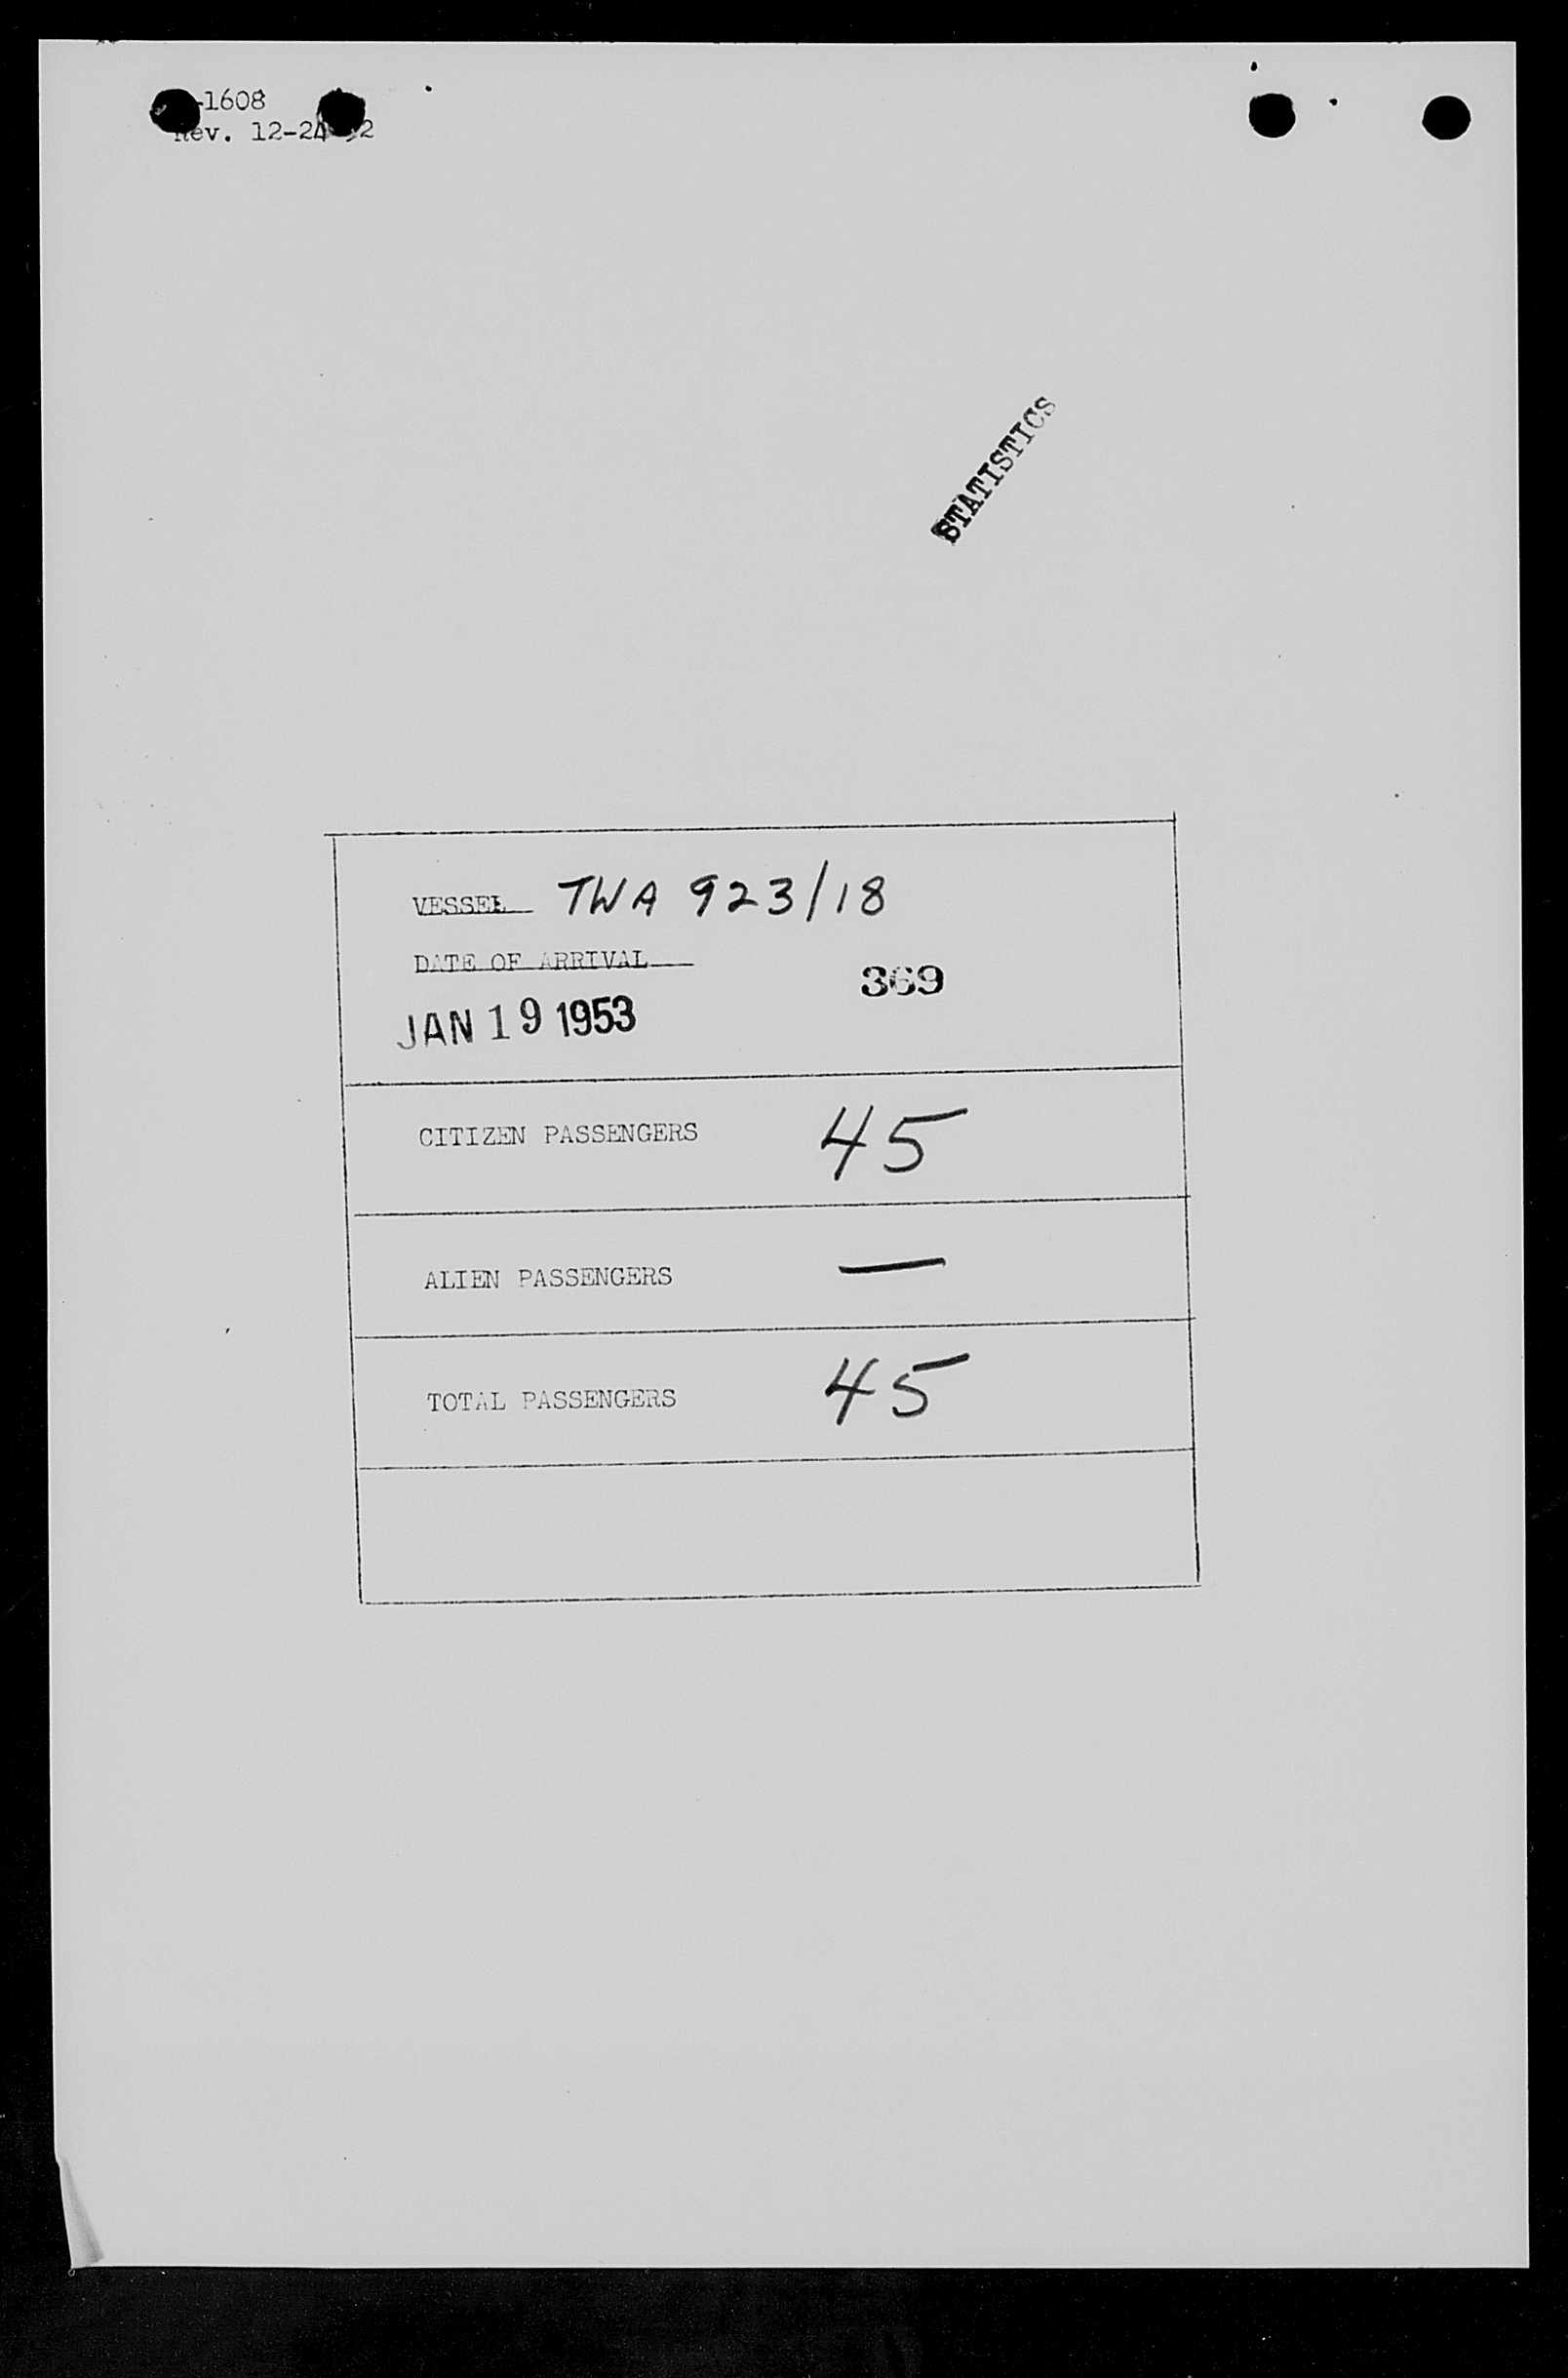 -1608
Rev. 12-24-52
STATISTICS
VESSEL TWA 923/18
DATE OF ARRIVAL
369
JAN 19 1953
CITIZEN PASSENGERS 45
ALIEN PASSENGERS —
TOTAL PASSENGERS 45